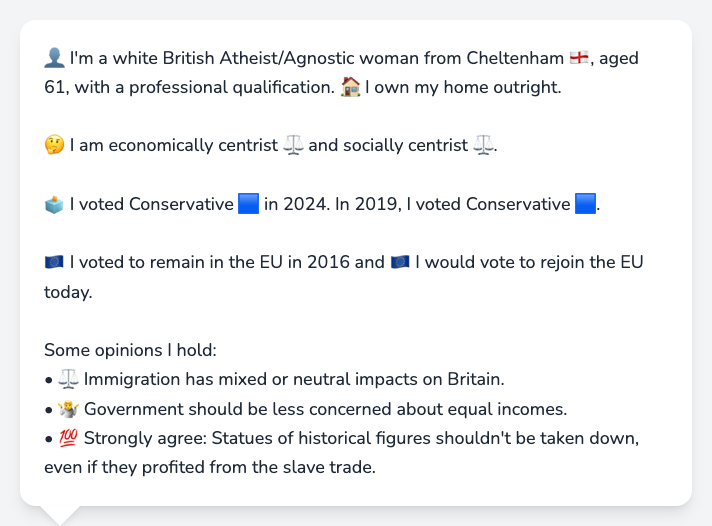 👤 I'm a white British Atheist/Agnostic woman from Cheltenham 🏴󠁧󠁢󠁥󠁮󠁧󠁿, aged
61, with a professional qualification. 🏠 I own my home outright.
🤔 I am economically centrist ⚖️ and socially centrist ⚖️.
🗳️ I voted Conservative 🟦 in 2024. In 2019, I voted Conservative 🟦.
🇪🇺 I voted to remain in the EU in 2016 and 🇪🇺 I would vote to rejoin the EU
today.
Some opinions I hold:
• ⚖️ Immigration has mixed or neutral impacts on Britain.
• 🤷 Government should be less concerned about equal incomes.
• 💯 Strongly agree: Statues of historical figures shouldn't be taken down,
even if they profited from the slave trade.